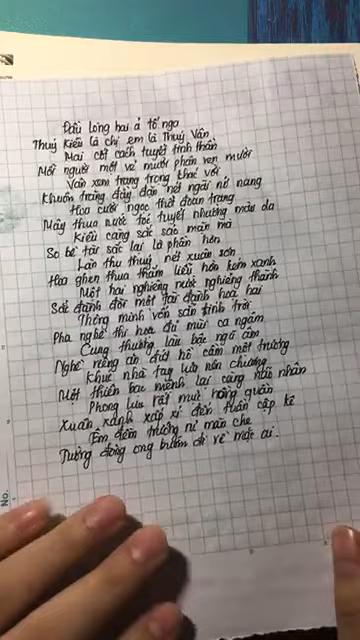 Đầu lòng hai ả tố nga
Thuý Kiều là chị em là Thuý Vân
Mai cốt cách tuyết tinh thần
Mỗi người một vẻ mười phân vẹn mười
Vân xem trang trọng khác vời
Khuôn trăng đầy đặn nét ngài nở nang
Hoa cười ngọc thốt đoan trang
Mây thua nước tóc tuyết nhường màu da
Kiều càng sắc sảo mặn mà
So bề tài sắc lại là phần hơn
Làn thu thuỷ nét xuân sơn
Hoa ghen thua thắm liễu hờn kém xanh
Một hai nghiêng nước nghiêng thành
Sắc đành đòi một tài đành hoạ hai
Thông minh vốn sẵn tính trời
Pha nghề thi hoạ đủ mùi ca ngâm
Cung thương lầu bậc ngũ âm
Nghề riêng ăn đứt hồ cầm một trương
Khúc nhà tay lựa nên chương
Một thiên bạc mệnh lại càng não nhân
Phong lưu rất mực hồng quần
Xuân xanh xấp xỉ đến tuần cập kê
Êm đềm trướng rủ màn che
Tường đông ong bướm đi về mặc ai.
No.